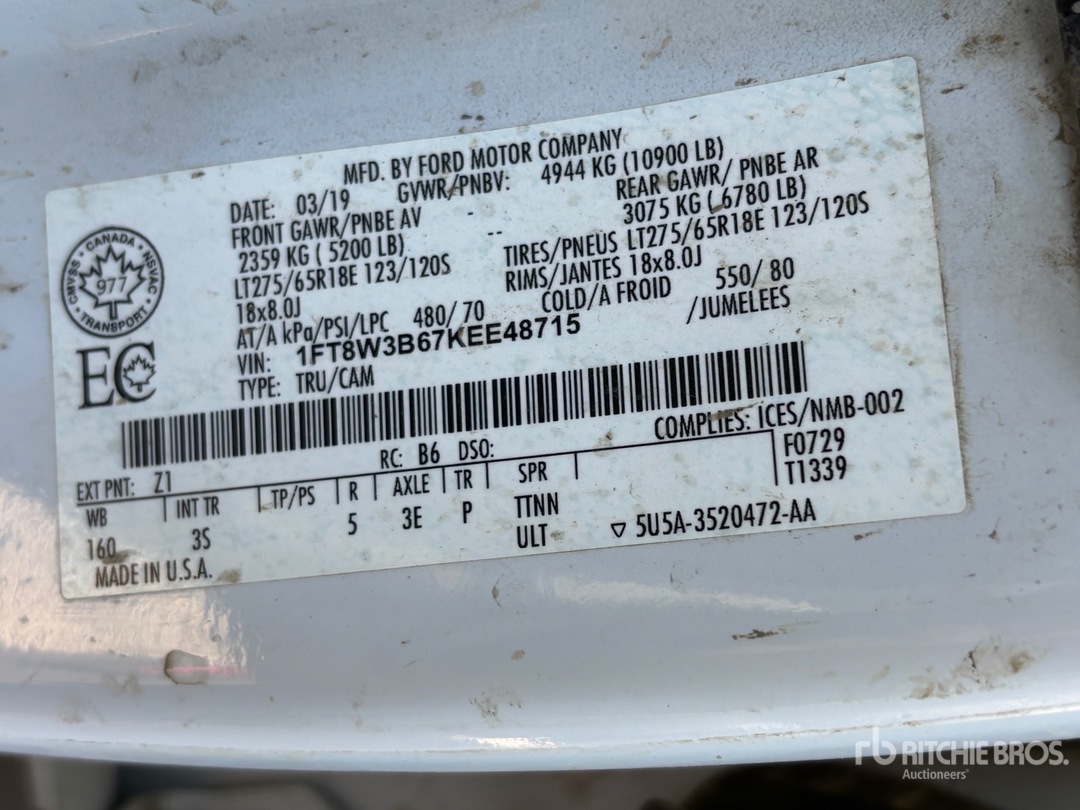 MFD. BY FORD MOTOR COMPANY
DATE: 03/19 GVWR/PNBV: 4944 KG (10900 LB)
FRONT GAWR/PNBE AV REAR GAWR/ PNBE AR
2359 KG ( 5200 LB) -- 3075 KG ( 6780 LB)
LT275/65R18E 123/120S TIRES/PNEUS LT275/65R18E 123/120S
18x8.0J RIMS/JANTES 18x8.0J
AT/A kPa/PSI/LPC 480/ 70 COLD/A FROID 550/ 80
VIN: 1FT8W3B67KEE48715 /JUMELEES
TYPE: TRU/CAM
CANADA
NSVAC
977
CMVSS
TRANSPORT
EC
COMPLIES: ICES/NMB-002
EXT PNT: Z1 RC: B6 DSO: F0729
WB INT TR TP/PS R AXLE TR SPR T1339
160 3S 5 3E P TTNN
MADE IN U.S.A. ULT 5U5A-3520472-AA
rb RITCHIE BROS.
Auctioneers